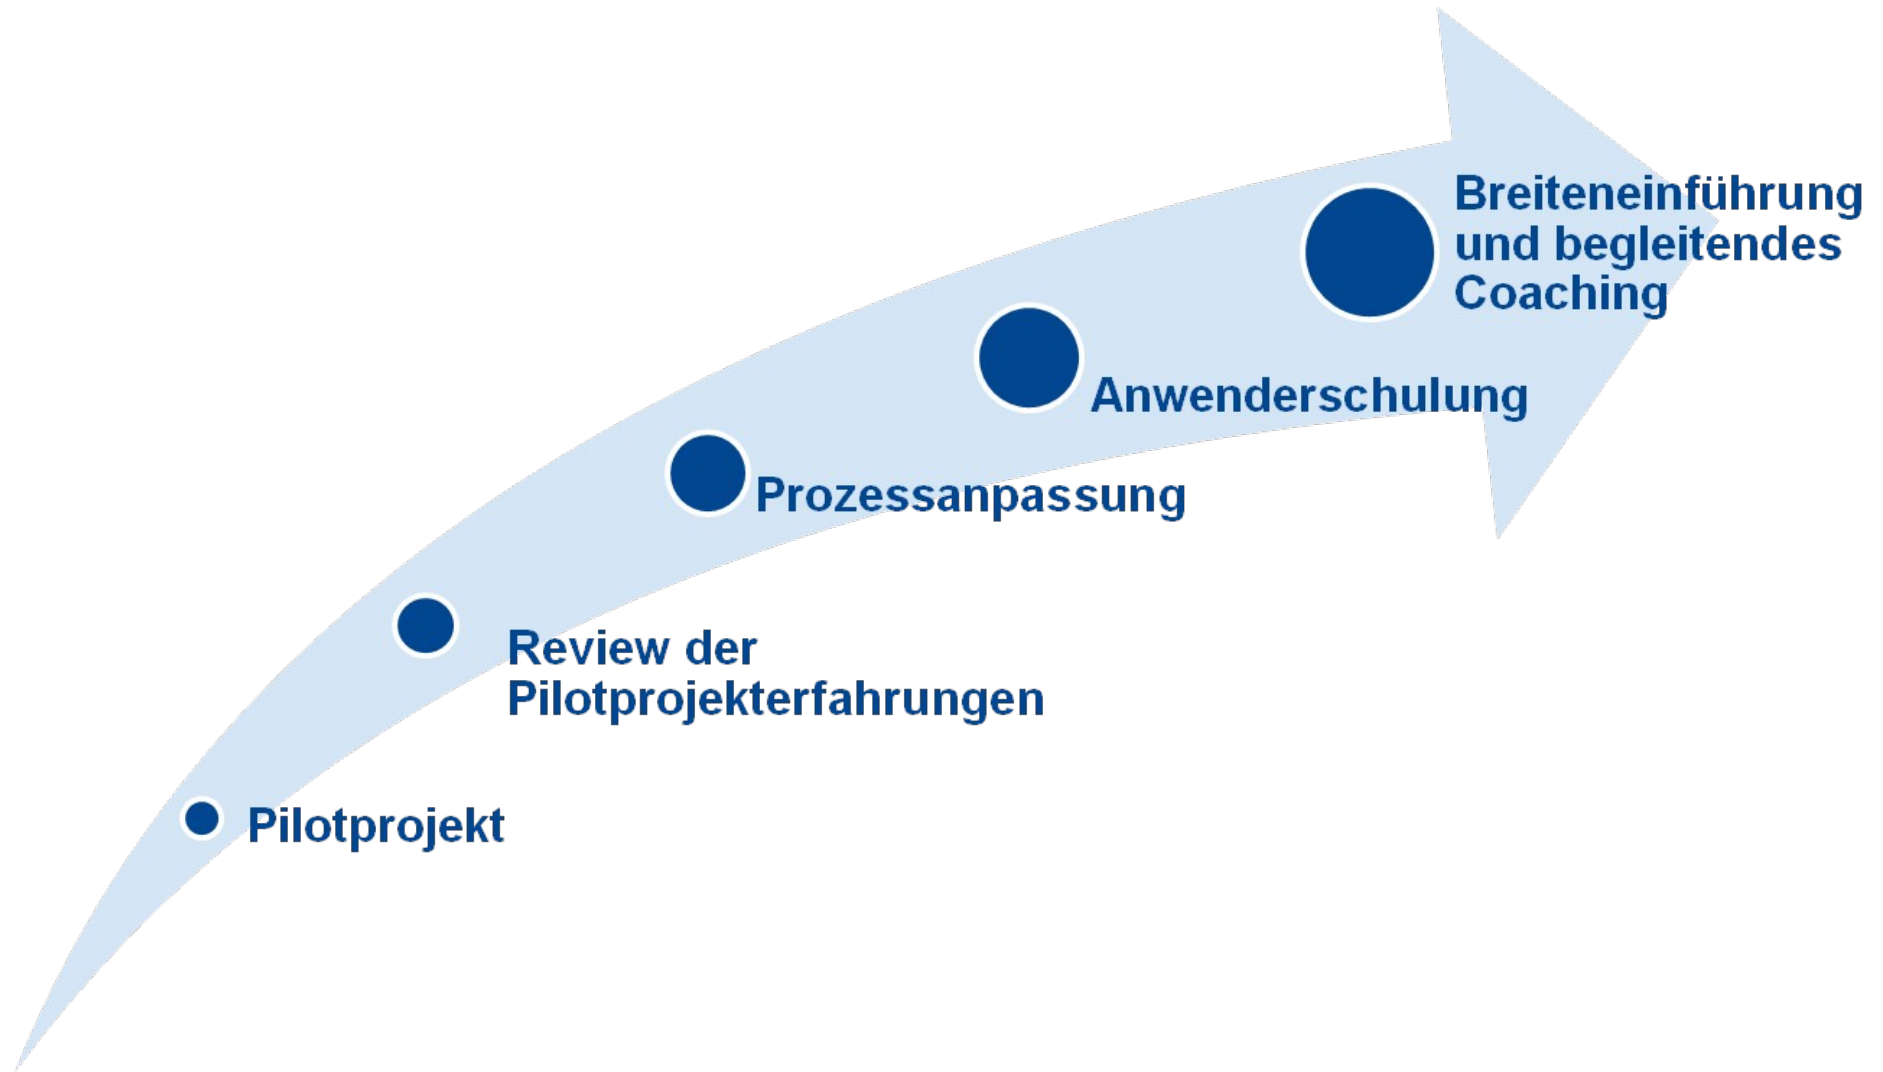 Breiteneinführung
und begleitendes
Coaching
Anwenderschulung
Prozessanpassung
Review der
Pilotprojekterfahrungen
Pilotprojekt